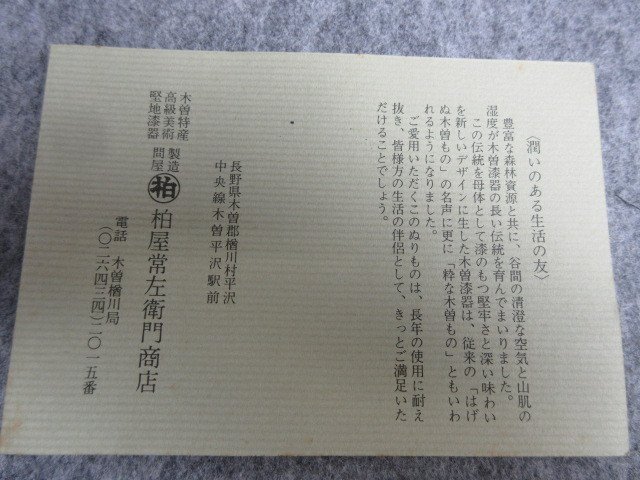 〈潤いのある生活の友〉
豊富な森林資源と共に、谷間の清澄な空気と山肌の
湿度が木曽漆器の長い伝統を育んでまいりました。
この伝統を母体として漆のもつ堅牢さと深い味わい
を新しいデザインに生した木曽漆器は、従来の「はげ
ぬ木曽もの」の名声に更に「粋な木曽もの」ともいわ
れるようになりました。
ご愛用いただくこのぬりものは、長年の使用に耐え
抜き、皆様方の生活の伴侶として、きっとご満足いた
だけることでしょう。
長野県木曽郡楢川村平沢
中央線木曽平沢駅前
木曽特産
高級美術
堅地漆器
製造
問屋
柏
柏屋常左衛門商店
電話 木曽楢川局
(〇二六四三四)二〇一五番